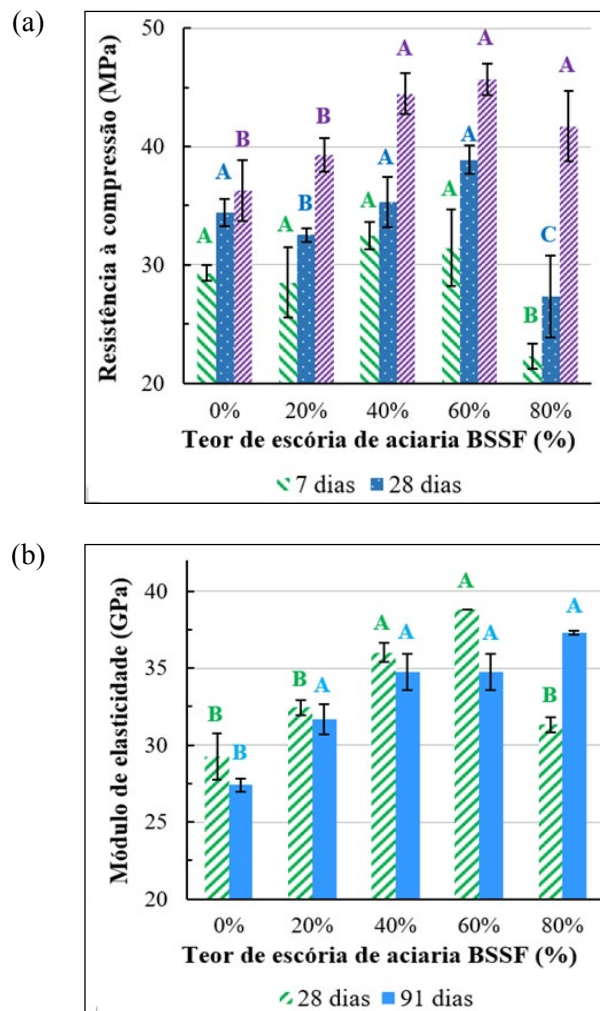 (a)
Resistência à compressão (MPa)
50
40
30
20
A A B
A B B
A A A
A A A
B C A
0% 20% 40% 60% 80%
Teor de escória de aciaria BSSF (%)
7 dias 28 dias
(b)
Módulo de elasticidade (GPa)
40
35
30
25
20
B B
B A
A A
A A
B A
0% 20% 40% 60% 80%
Teor de escória de aciaria BSSF (%)
28 dias 91 dias